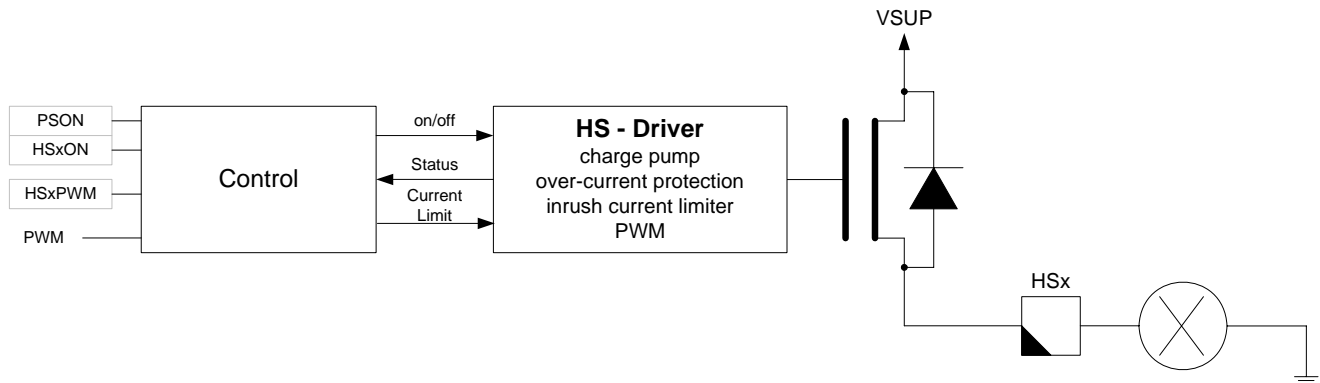 VSUP
PSON
HSxON
HSxPWM
PWM
Control
on/off
Status
Current
Limit
HS - Driver
charge pump
over-current protection
inrush current limiter
PWM
HSx